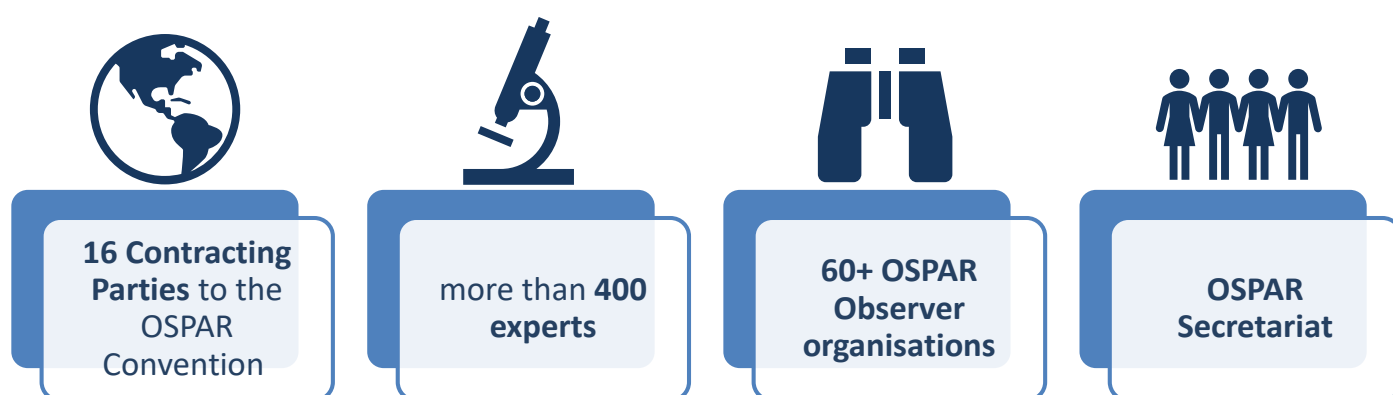 16 Contracting
Parties to the
OSPAR
Convention
more than 400
experts
60+ OSPAR
Observer
organisations
OSPAR
Secretariat